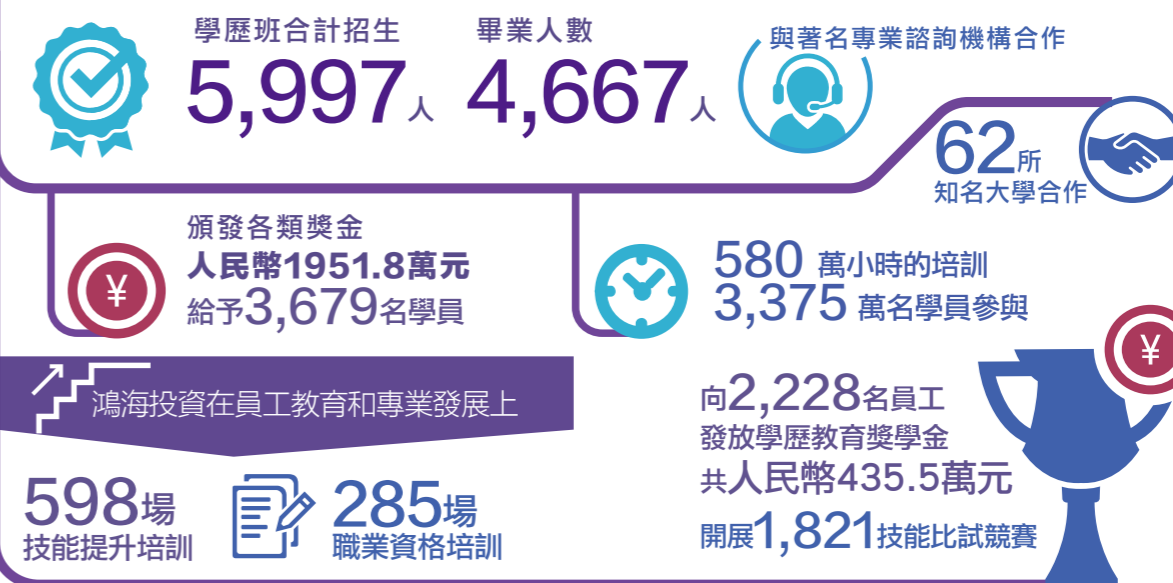 學歷班合計招生
5,997人
畢業人數
4,667人
與著名專業諮詢機構合作
62所
知名大學合作
頒發各類獎金
人民幣1951.8萬元
給予3,679名學員
¥
580 萬小時的培訓
3,375 萬名學員參與
鴻海投資在員工教育和專業發展上
598場
技能提升培訓
285場
職業資格培訓
向2,228名員工
發放學歷教育獎學金
共人民幣435.5萬元
開展1,821技能比試競賽
¥